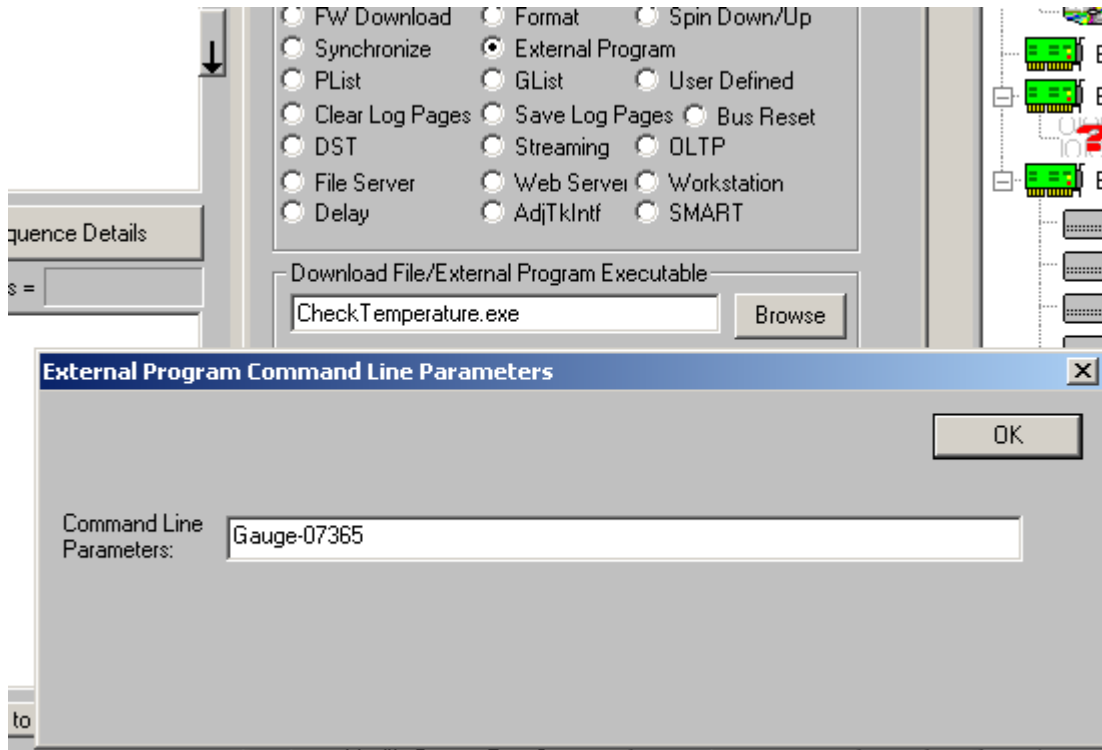 FW Download Format Spin Down/Up
Synchronize External Program
PList GList User Defined
Clear Log Pages Save Log Pages Bus Reset
DST Streaming OLTP
File Server Web Server Workstation
Delay AdjTkIntf SMART
quence Details
s =
Download File/External Program Executable
CheckTemperature.exe Browse
External Program Command Line Parameters
OK
Command Line
Parameters:
Gauge-07365
to